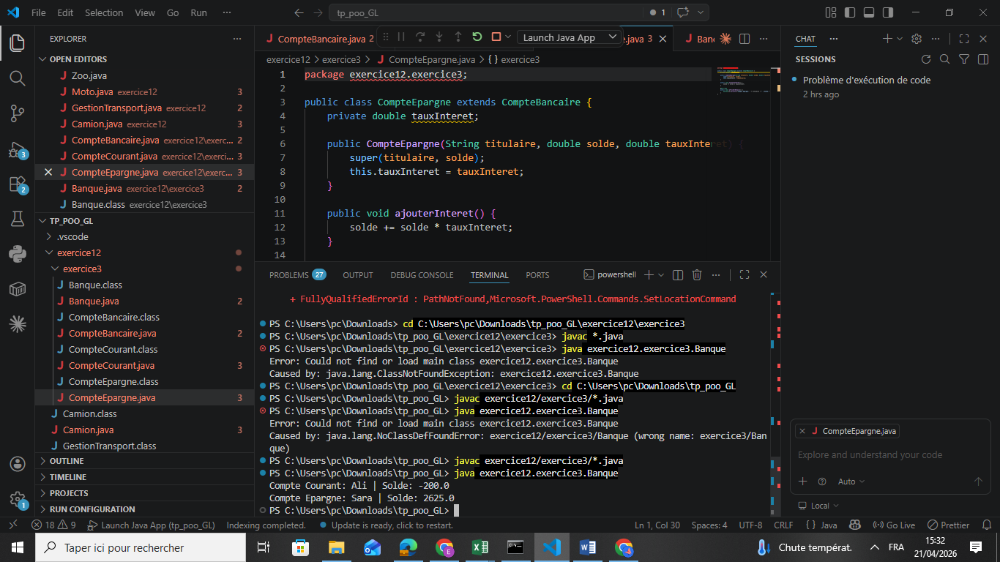 File Edit Selection View Go Run ··· tp_poo_GL 1
EXPLORER ···
OPEN EDITORS
Zoo.java
Moto.java exercice12 3
GestionTransport.java exercice12 2
Camion.java exercice12 3
CompteBancaire.java exercice12\exerc... 2
CompteCourant.java exercice12\exerci... 3
CompteEpargne.java exercice12\exerc... 3
Banque.java exercice12\exercice3 2
Banque.class exercice12\exercice3
TP_POO_GL
.vscode
exercice12
exercice3
Banque.class
Banque.java 2
CompteBancaire.class
CompteBancaire.java 2
CompteCourant.class
CompteCourant.java 3
CompteEpargne.class
CompteEpargne.java 3
Camion.class
Camion.java 3
GestionTransport.class
OUTLINE
TIMELINE
PROJECTS
RUN CONFIGURATION
3
2
1
CompteBancaire.java 2 Launch Java App e.java 3 Ban ···
exercice12 > exercice3 > CompteEpargne.java > {} exercice3
1 package exercice12.exercice3;
2
3 public class CompteEpargne extends CompteBancaire {
4 private double tauxInteret;
5
6 public CompteEpargne(String titulaire, double solde, double tauxInteret) {
7 super(titulaire, solde);
8 this.tauxInteret = tauxInteret;
9 }
10
11 public void ajouterInteret() {
12 solde += solde * tauxInteret;
13 }
14
PROBLEMS 27 OUTPUT DEBUG CONSOLE TERMINAL PORTS powershell ···
+ FullyQualifiedErrorId : PathNotFound,Microsoft.PowerShell.Commands.SetLocationCommand
PS C:\Users\pc\Downloads> cd C:\Users\pc\Downloads\tp_poo_GL\exercice12\exercice3
PS C:\Users\pc\Downloads\tp_poo_GL\exercice12\exercice3> javac *.java
PS C:\Users\pc\Downloads\tp_poo_GL\exercice12\exercice3> java exercice12.exercice3.Banque
Error: Could not find or load main class exercice12.exercice3.Banque
Caused by: java.lang.ClassNotFoundException: exercice12.exercice3.Banque
PS C:\Users\pc\Downloads\tp_poo_GL\exercice12\exercice3> cd C:\Users\pc\Downloads\tp_poo_GL
PS C:\Users\pc\Downloads\tp_poo_GL> javac exercice12/exercice3/*.java
PS C:\Users\pc\Downloads\tp_poo_GL> java exercice12.exercice3.Banque
Error: Could not find or load main class exercice12.exercice3.Banque
Caused by: java.lang.NoClassDefFoundError: exercice12/exercice3/Banque (wrong name: exercice3/Ban
que)
PS C:\Users\pc\Downloads\tp_poo_GL> javac exercice12/exercice3/*.java
PS C:\Users\pc\Downloads\tp_poo_GL> java exercice12.exercice3.Banque
Compte Courant: Ali | Solde: -200.0
Compte Epargne: Sara | Solde: 2625.0
PS C:\Users\pc\Downloads\tp_poo_GL>
CHAT ···
SESSIONS
Problème d'exécution de code
2 hrs ago
CompteEpargne.java
Explore and understand your code
Auto
Local
18 9 Launch Java App (tp_poo_GL) Indexing completed. Update is ready, click to restart. Ln 1, Col 30 Spaces: 4 UTF-8 CRLF {} Java Go Live Prettier
Taper ici pour rechercher
Chute températ. FRA 15:32
21/04/2026